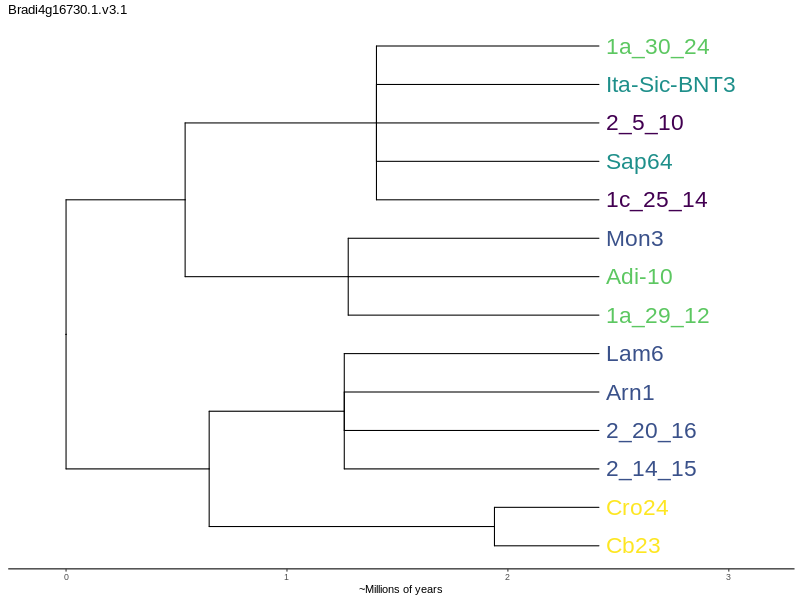 Bradi4g16730.1.v3.1
1a_30_24
Ita-Sic-BNT3
2_5_10
Sap64
1c_25_14
Mon3
Adi-10
1a_29_12
Lam6
Arn1
2_20_16
2_14_15
Cro24
Cb23
0 1 2 3
~Millions of years